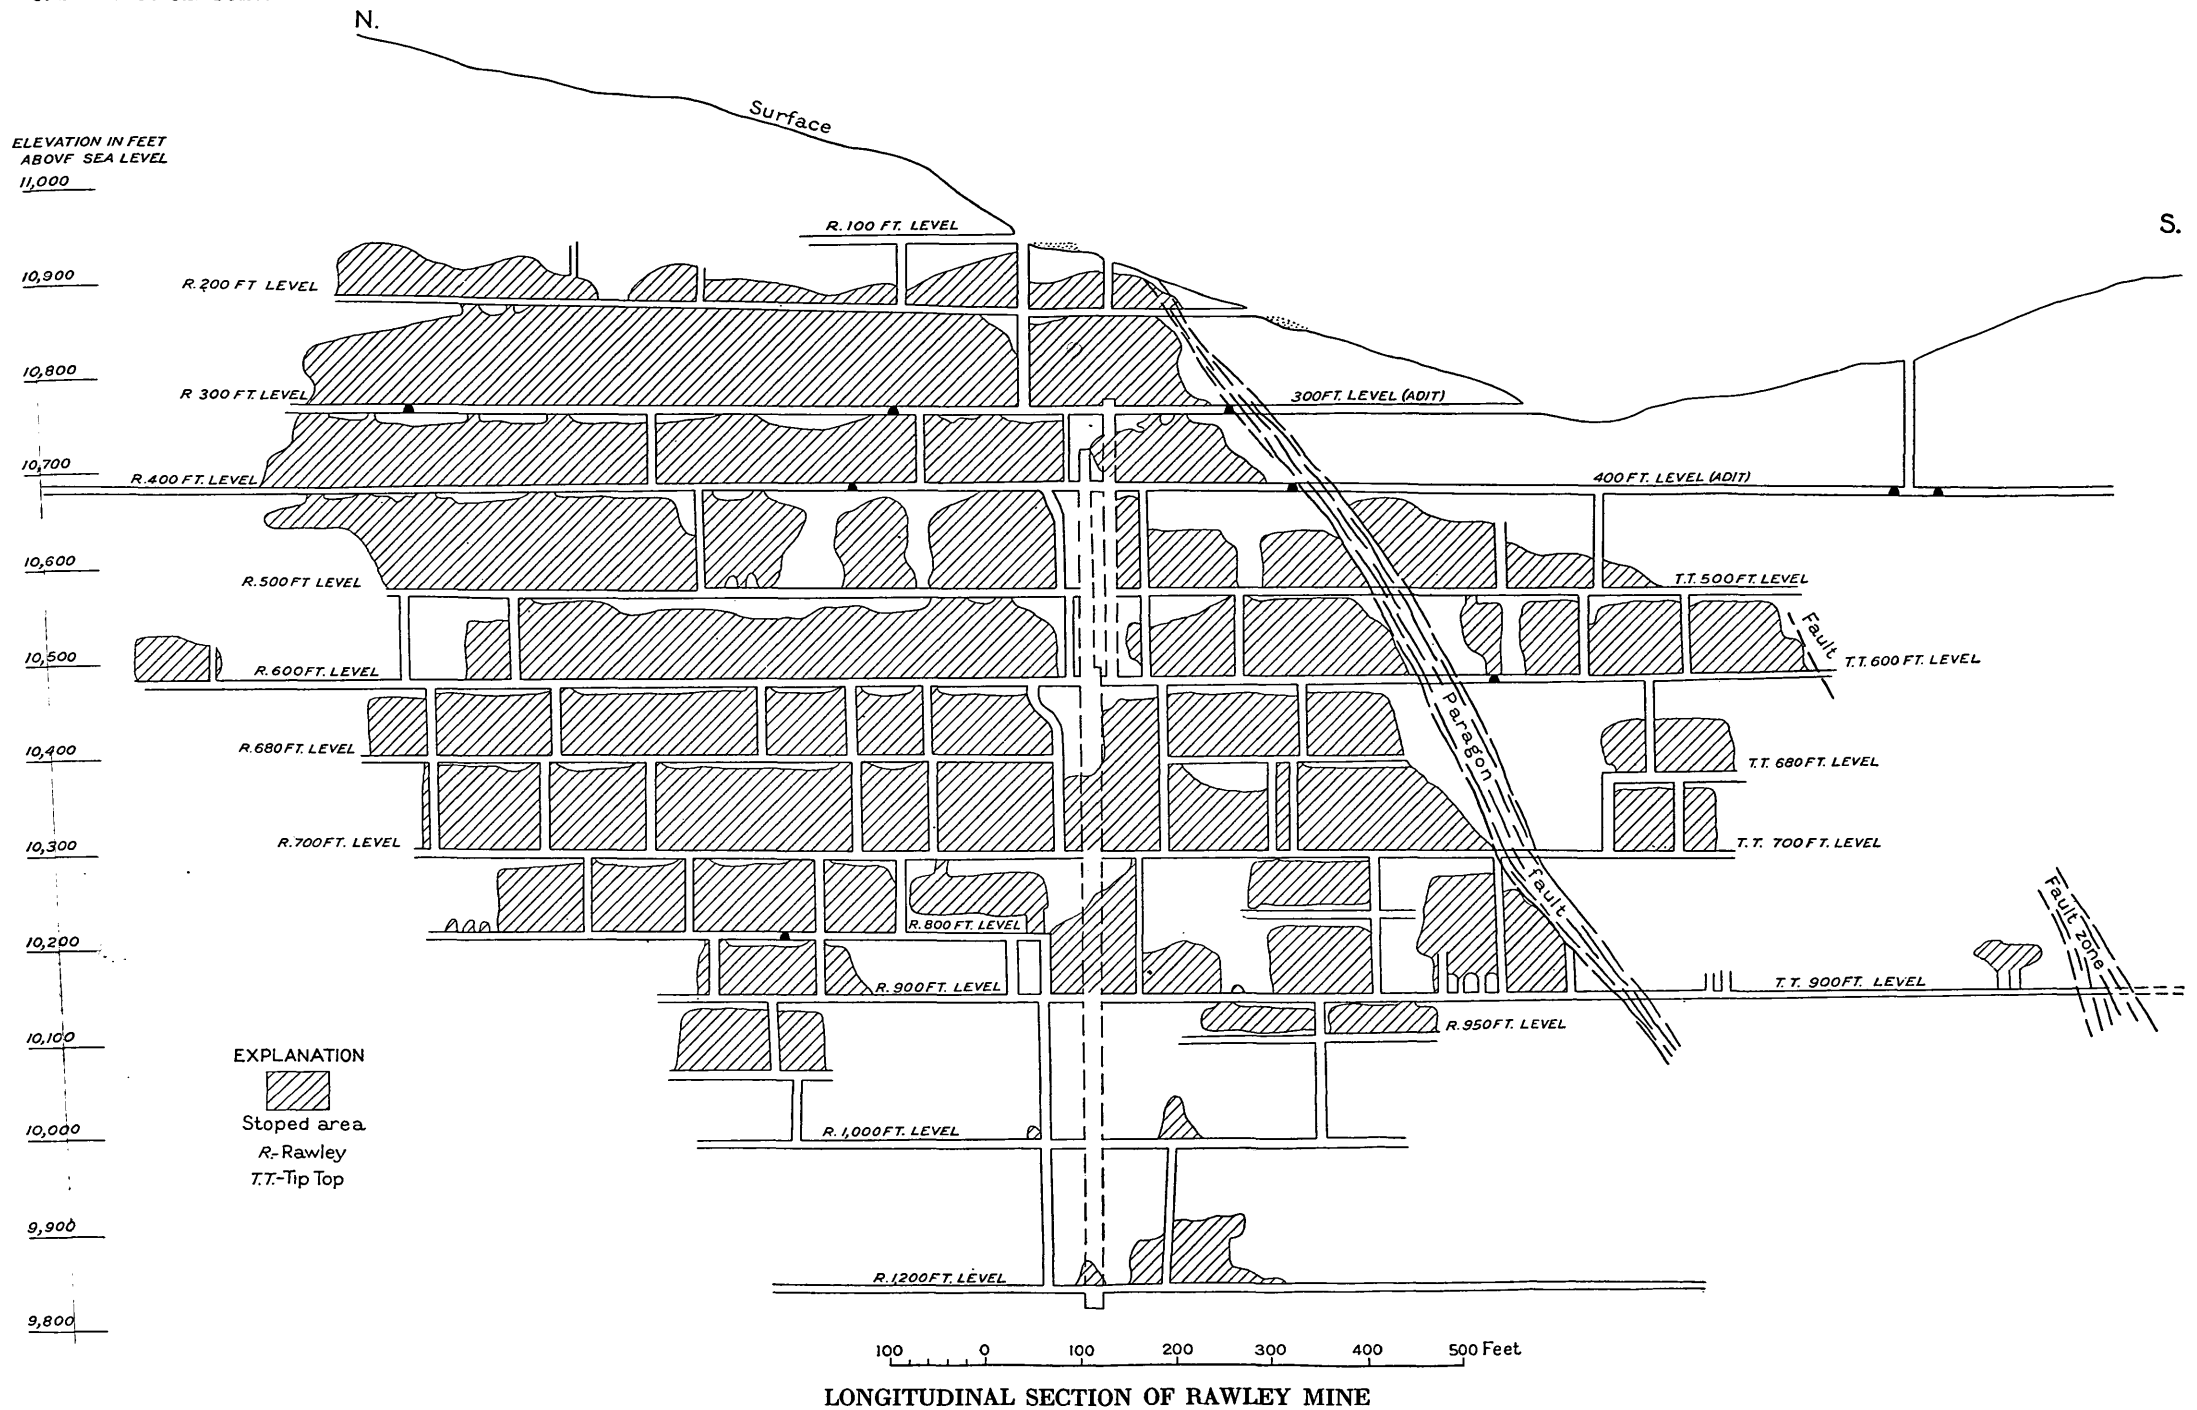 N.
Surface
ELEVATION IN FEET
ABOVE SEA LEVEL
11,000
S.
R. 100 FT. LEVEL
10,900
R. 200 FT LEVEL
10,800
R 300 FT. LEVEL
300 FT. LEVEL (ADIT)
10,700
R. 400 FT. LEVEL
400 FT. LEVEL (ADIT)
10,600
R. 500 FT LEVEL
T.T. 500 FT. LEVEL
Fault
10,500
R. 600 FT. LEVEL
T.T. 600 FT. LEVEL
Paragon fault
10,400
R. 680 FT. LEVEL
T.T. 680 FT. LEVEL
10,300
R. 700 FT. LEVEL
T.T. 700 FT. LEVEL
R. 800 FT. LEVEL
Fault zone
10,200
R. 900 FT. LEVEL
T.T. 900 FT. LEVEL
R. 950 FT. LEVEL
10,100
EXPLANATION
Stoped area
R.-Rawley
T.T.-Tip Top
10,000
R. 1,000 FT. LEVEL
9,900
R. 1200 FT. LEVEL
9,800
100 0 100 200 300 400 500 Feet
LONGITUDINAL SECTION OF RAWLEY MINE